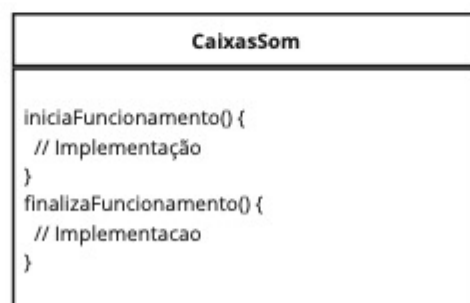 CaixasSom
iniciaFuncionamento() {
// Implementação
}
finalizaFuncionamento() {
// Implementacao
}